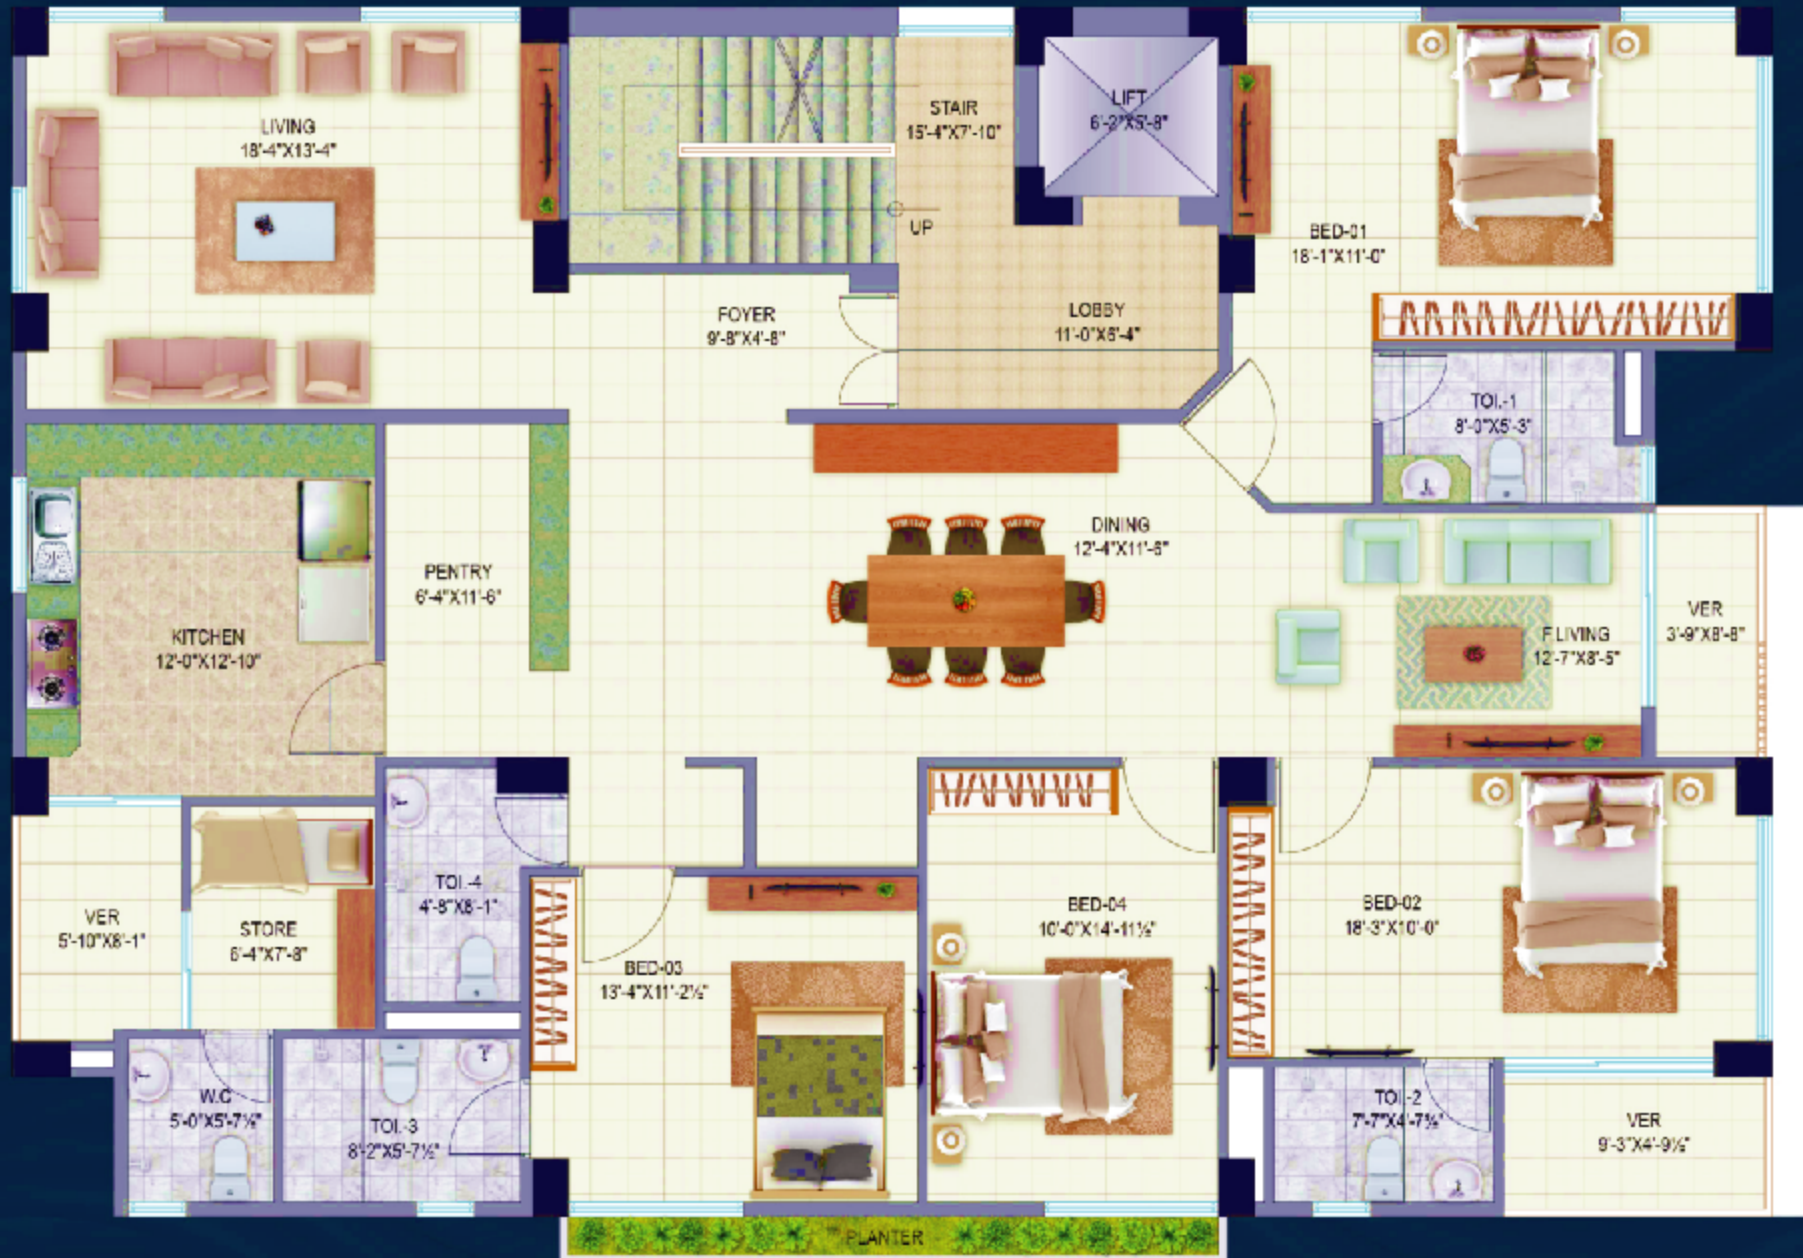 LIVING
18'-4"X13'-4"
STAIR
15'-4"X7'-10"
LIFT
6'-2"X5'-8"
UP
BED-01
18'-1"X11'-0"
FOYER
9'-8"X4'-8"
LOBBY
11'-0"X6'-4"
TOI.-1
8'-0"X5'-3"
DINING
12'-4"X11'-6"
PENTRY
6'-4"X11'-6"
KITCHEN
12'-0"X12'-10"
F.LIVING
12'-7"X8'-5"
VER
3'-9"X8'-8"
TOI.-4
4'-8"X8'-1"
VER
5'-10"X8'-1"
STORE
6'-4"X7'-8"
BED-03
13'-4"X11'-2½"
BED-04
10'-0"X14'-11½"
BED-02
18'-3"X10'-0"
W.C
5'-0"X5'-7½"
TOI.-3
8'-2"X5'-7½"
TOI.-2
7'-7"X4'-7½"
VER
9'-3"X4'-9½"
PLANTER